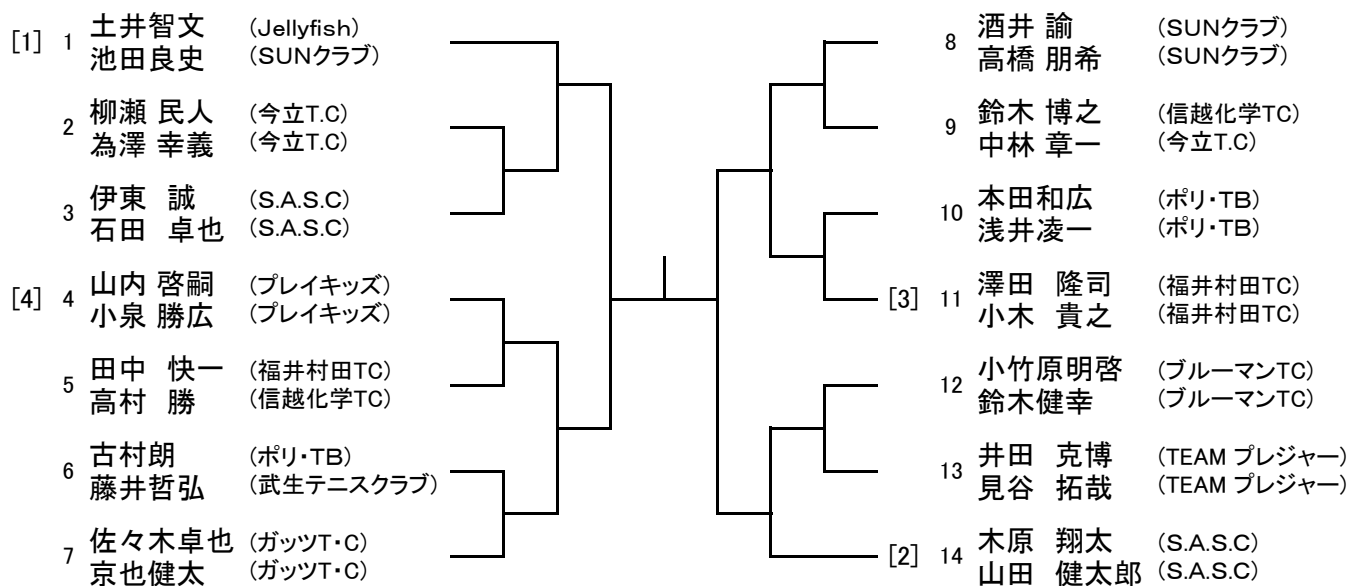 [1] 1 土井智文 (Jellyfish)
池田良史 (SUNクラブ)
2 柳瀬 民人 (今立T.C)
為澤 幸義 (今立T.C)
3 伊東 誠 (S.A.S.C)
石田 卓也 (S.A.S.C)
[4] 4 山内 啓嗣 (プレイキッズ)
小泉 勝広 (プレイキッズ)
5 田中 快一 (福井村田TC)
高村 勝 (信越化学TC)
6 古村朗 (ポリ・TB)
藤井哲弘 (武生テニスクラブ)
7 佐々木卓也 (ガッツT・C)
京也健太 (ガッツT・C)
8 酒井 諭 (SUNクラブ)
高橋 朋希 (SUNクラブ)
9 鈴木 博之 (信越化学TC)
中林 章一 (今立T.C)
10 本田和広 (ポリ・TB)
浅井凌一 (ポリ・TB)
[3] 11 澤田 隆司 (福井村田TC)
小木 貴之 (福井村田TC)
12 小竹原明啓 (ブルーマンTC)
鈴木健幸 (ブルーマンTC)
13 井田 克博 (TEAM プレジャー)
見谷 拓哉 (TEAM プレジャー)
[2] 14 木原 翔太 (S.A.S.C)
山田 健太郎 (S.A.S.C)